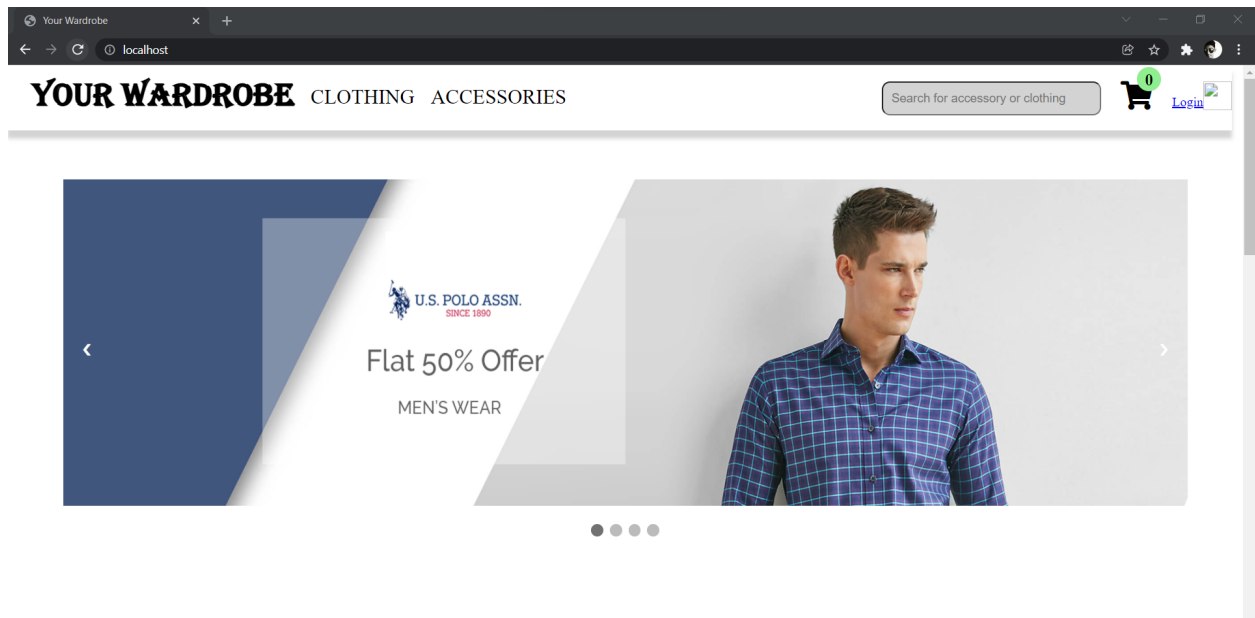 Your Wardrobe
localhost
YOUR WARDROBE CLOTHING ACCESSORIES
Search for accessory or clothing
0
Login
U.S. POLO ASSN.
SINCE 1890
Flat 50% Offer
MEN'S WEAR